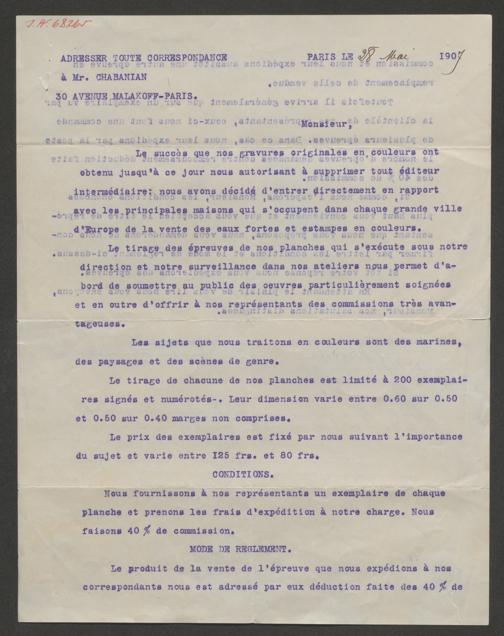 I.N. 68265
ADRESSER TOUTE CORRESPONDANCE PARIS LE 28 Mai 1907
à Mr. CHABANIAN
30 AVENUE MALAKOFF-PARIS.
Monsieur,
Le succès que nos gravures originales en couleurs ont
obtenu jusqu'à ce jour nous autorisant à supprimer tout éditeur
intermédiaire: nous avons décidé d'entrer directement en rapport
avec les principales maisons qui s'occupent dans chaque grande ville
d'Europe de la vente des eaux fortes et estampes en couleurs.
Le tirage des épreuves de nos planches qui s'exécute sous notre
direction et notre surveillance dans nos ateliers nous permet d'a-
bord de soumettre au public des oeuvres particulièrement soignées
et en outre d'offrir à nos représentants des commissions très avan-
tageuses.
Les sijets que nous traitons en couleurs sont des marines,
des paysages et des scènes de genre.
Le tirage de chacune de nos planches est limité à 200 exemplai-
res signés et numérotés-. Leur dimension varie entre 0.60 sur 0.50
et 0.50 sur 0.40 marges non comprises.
Le prix des exemplaires est fixé par nous suivant l'importance
du sujet et varie entre I25 frs. et 80 frs.
CONDITIONS.
Nous fournissons à nos représentants un exemplaire de chaque
planche et prenons les frais d'expédition à notre charge. Nous
faisons 40 % de commission.
MODE DE REGLEMENT.
Le produit de la vente de l'épreuve que nous expédions à nos
correspondants nous est adressé par eux déduction faite des 40 % de